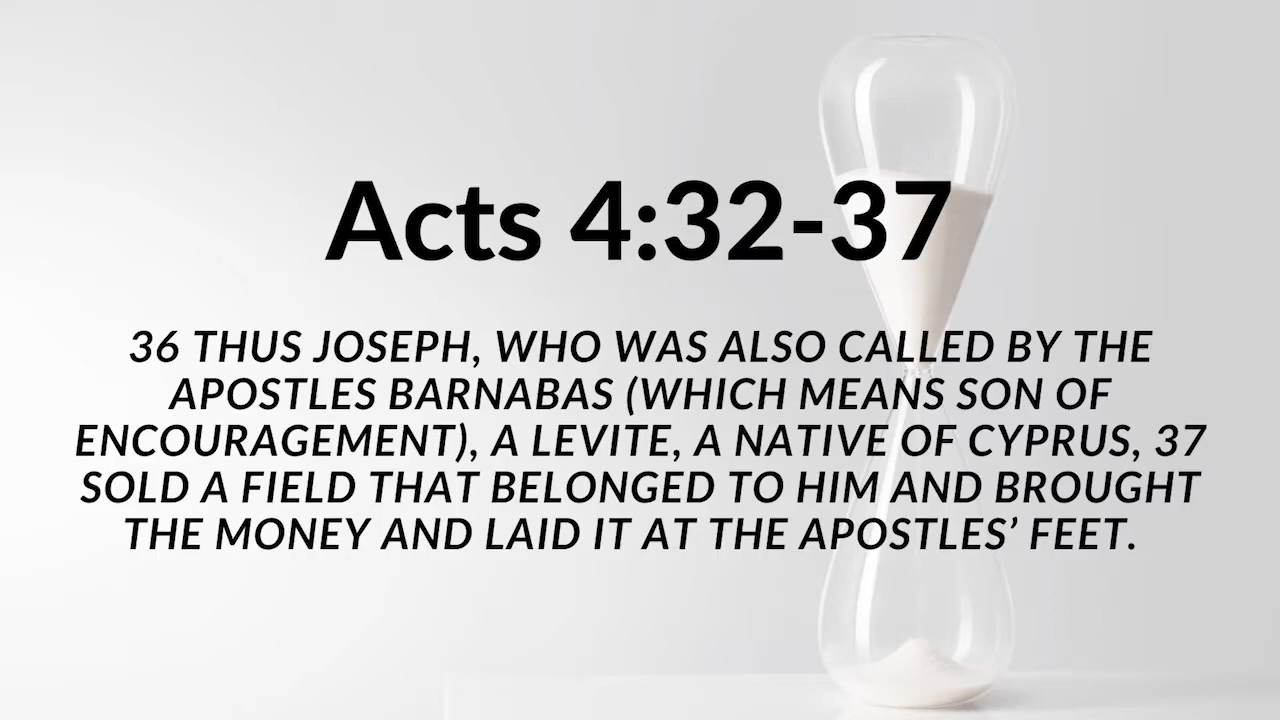 Acts 4:32-37
36 THUS JOSEPH, WHO WAS ALSO CALLED BY THE
APOSTLES BARNABAS (WHICH MEANS SON OF
ENCOURAGEMENT), A LEVITE, A NATIVE OF CYPRUS, 37
SOLD A FIELD THAT BELONGED TO HIM AND BROUGHT
THE MONEY AND LAID IT AT THE APOSTLES’ FEET.